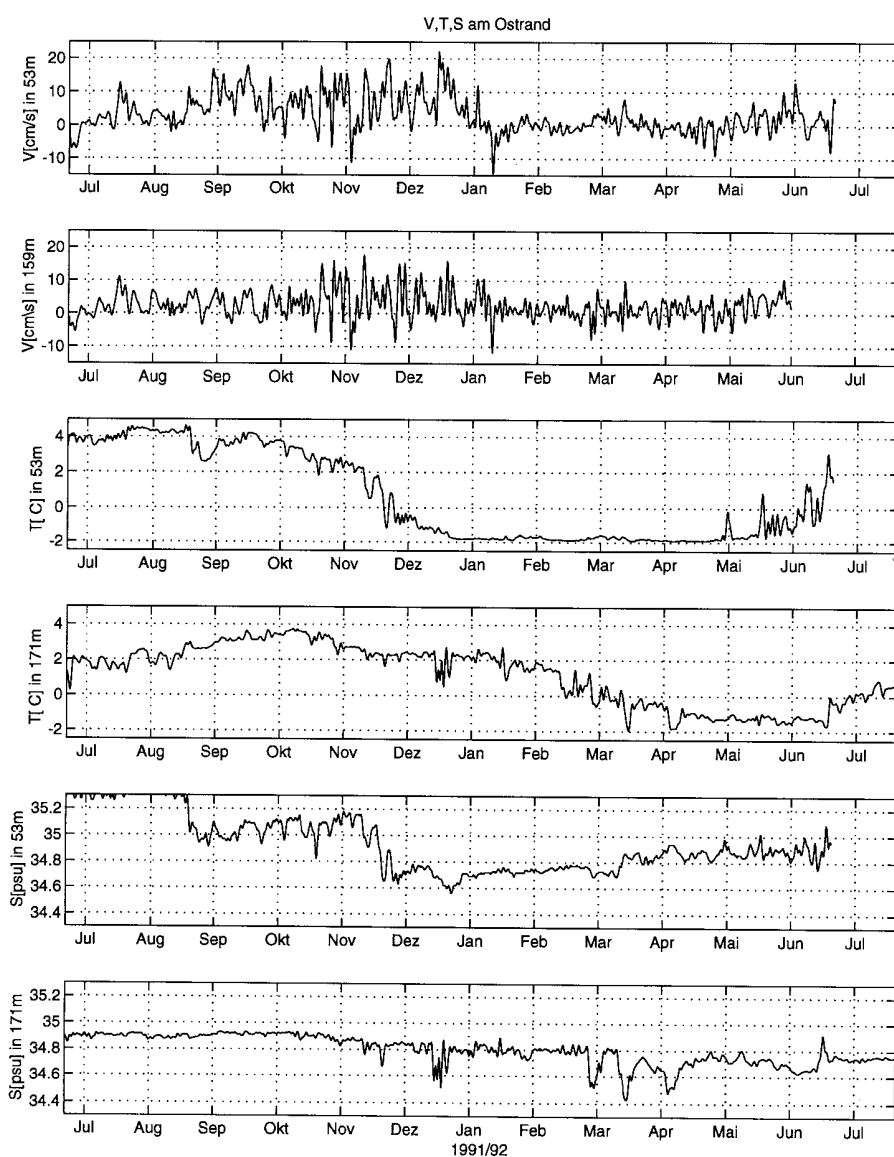 V,T,S am Ostrand
V[cm/s] in 53m
20
10
0
-10
Jul Aug Sep Okt Nov Dez Jan Feb Mar Apr Mai Jun Jul
V[cm\s] in 159m
20
10
0
-10
Jul Aug Sep Okt Nov Dez Jan Feb Mar Apr Mai Jun Jul
T[ C] in 53m
4
2
0
-2
Jul Aug Sep Okt Nov Dez Jan Feb Mar Apr Mai Jun Jul
T[ C] in 171m
4
2
0
-2
Jul Aug Sep Okt Nov Dez Jan Feb Mar Apr Mai Jun Jul
S[psu] in 53m
35.2
35
34.8
34.6
34.4
Jul Aug Sep Okt Nov Dez Jan Feb Mar Apr Mai Jun Jul
S[psu] in 171m
35.2
35
34.8
34.6
34.4
Jul Aug Sep Okt Nov Dez Jan Feb Mar Apr Mai Jun Jul
1991/92